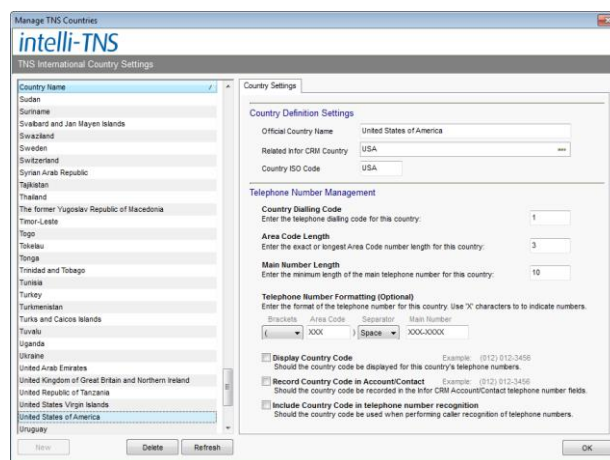 Manage TNS Countries
intelli-TNS
TNS International Country Settings
Country Name
Sudan
Suriname
Svalbard and Jan Mayen Islands
Swaziland
Sweden
Switzerland
Syrian Arab Republic
Tajikistan
Thailand
The former Yugoslav Republic of Macedonia
Timor-Leste
Togo
Tokelau
Tonga
Trinidad and Tobago
Tunisia
Turkey
Turkmenistan
Turks and Caicos Islands
Tuvalu
Uganda
Ukraine
United Arab Emirates
United Kingdom of Great Britain and Northern Ireland
United Republic of Tanzania
United States Virgin Islands
United States of America
Uruguay
New Delete Refresh
Country Settings
Country Definition Settings
Official Country Name United States of America
Related Infor CRM Country USA
Country ISO Code USA
Telephone Number Management
Country Dialling Code
Enter the telephone dialling code for this country: 1
Area Code Length
Enter the exact or longest Area Code number length for this country: 3
Main Number Length
Enter the minimum length of the main telephone number for this country: 10
Telephone Number Formatting (Optional)
Enter the format of the telephone number for this country. Use 'X' characters to to indicate numbers.
Brackets Area Code Separator Main Number
( XXX ) Space XXX-XXXX
Display Country Code Example: (012) 012-3456
Should the country code be displayed for this country's telephone numbers.
Record Country Code in Account/Contact Example: (012) 012-3456
Should the country code be recorded in the Infor CRM Account/Contact telephone number fields.
Include Country Code in telephone number recognition
Should the country code be used when performing caller recognition of telephone numbers.
OK